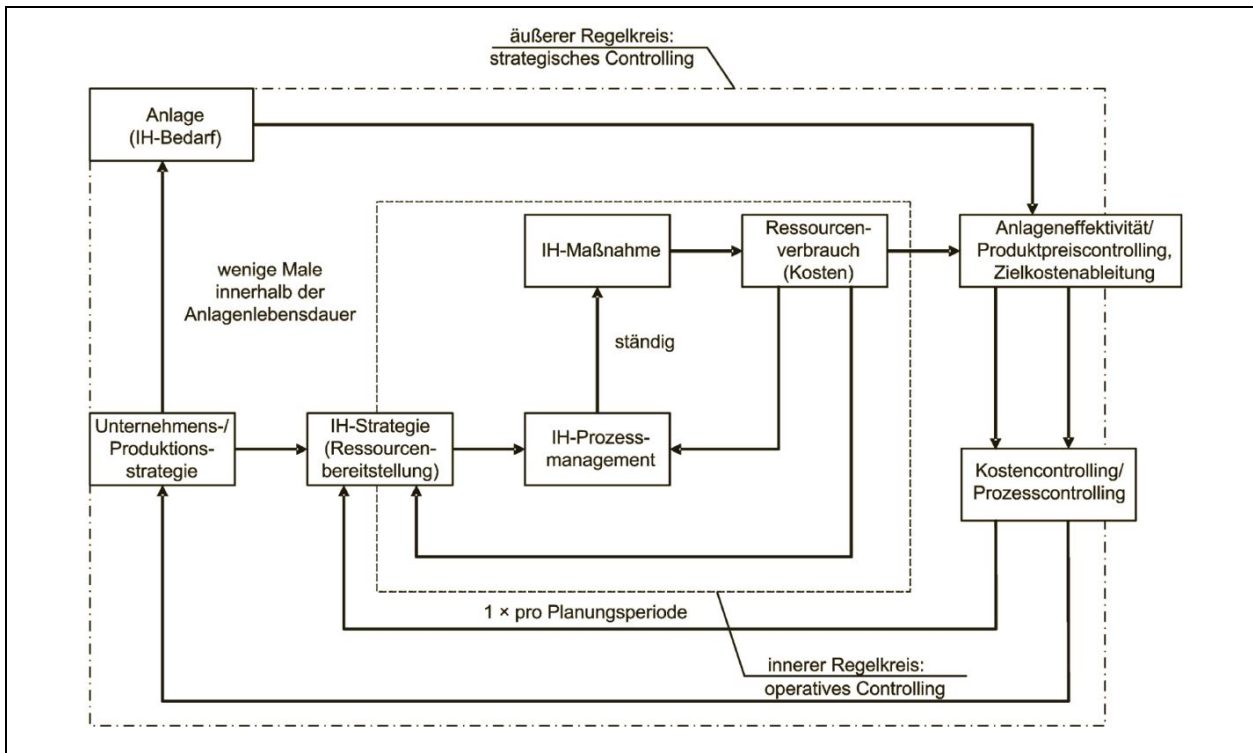 äußerer Regelkreis:
strategisches Controlling
Anlage
(IH-Bedarf)
wenige Male
innerhalb der
Anlagenlebensdauer
IH-Maßnahme
Ressourcen-
verbrauch
(Kosten)
Anlageneffektivität/
Produktpreiscontrolling,
Zielkostenableitung
ständig
Unternehmens-/
Produktions-
strategie
IH-Strategie
(Ressourcen-
bereitstellung)
IH-Prozess-
management
Kostencontrolling/
Prozesscontrolling
1 × pro Planungsperiode
innerer Regelkreis:
operatives Controlling